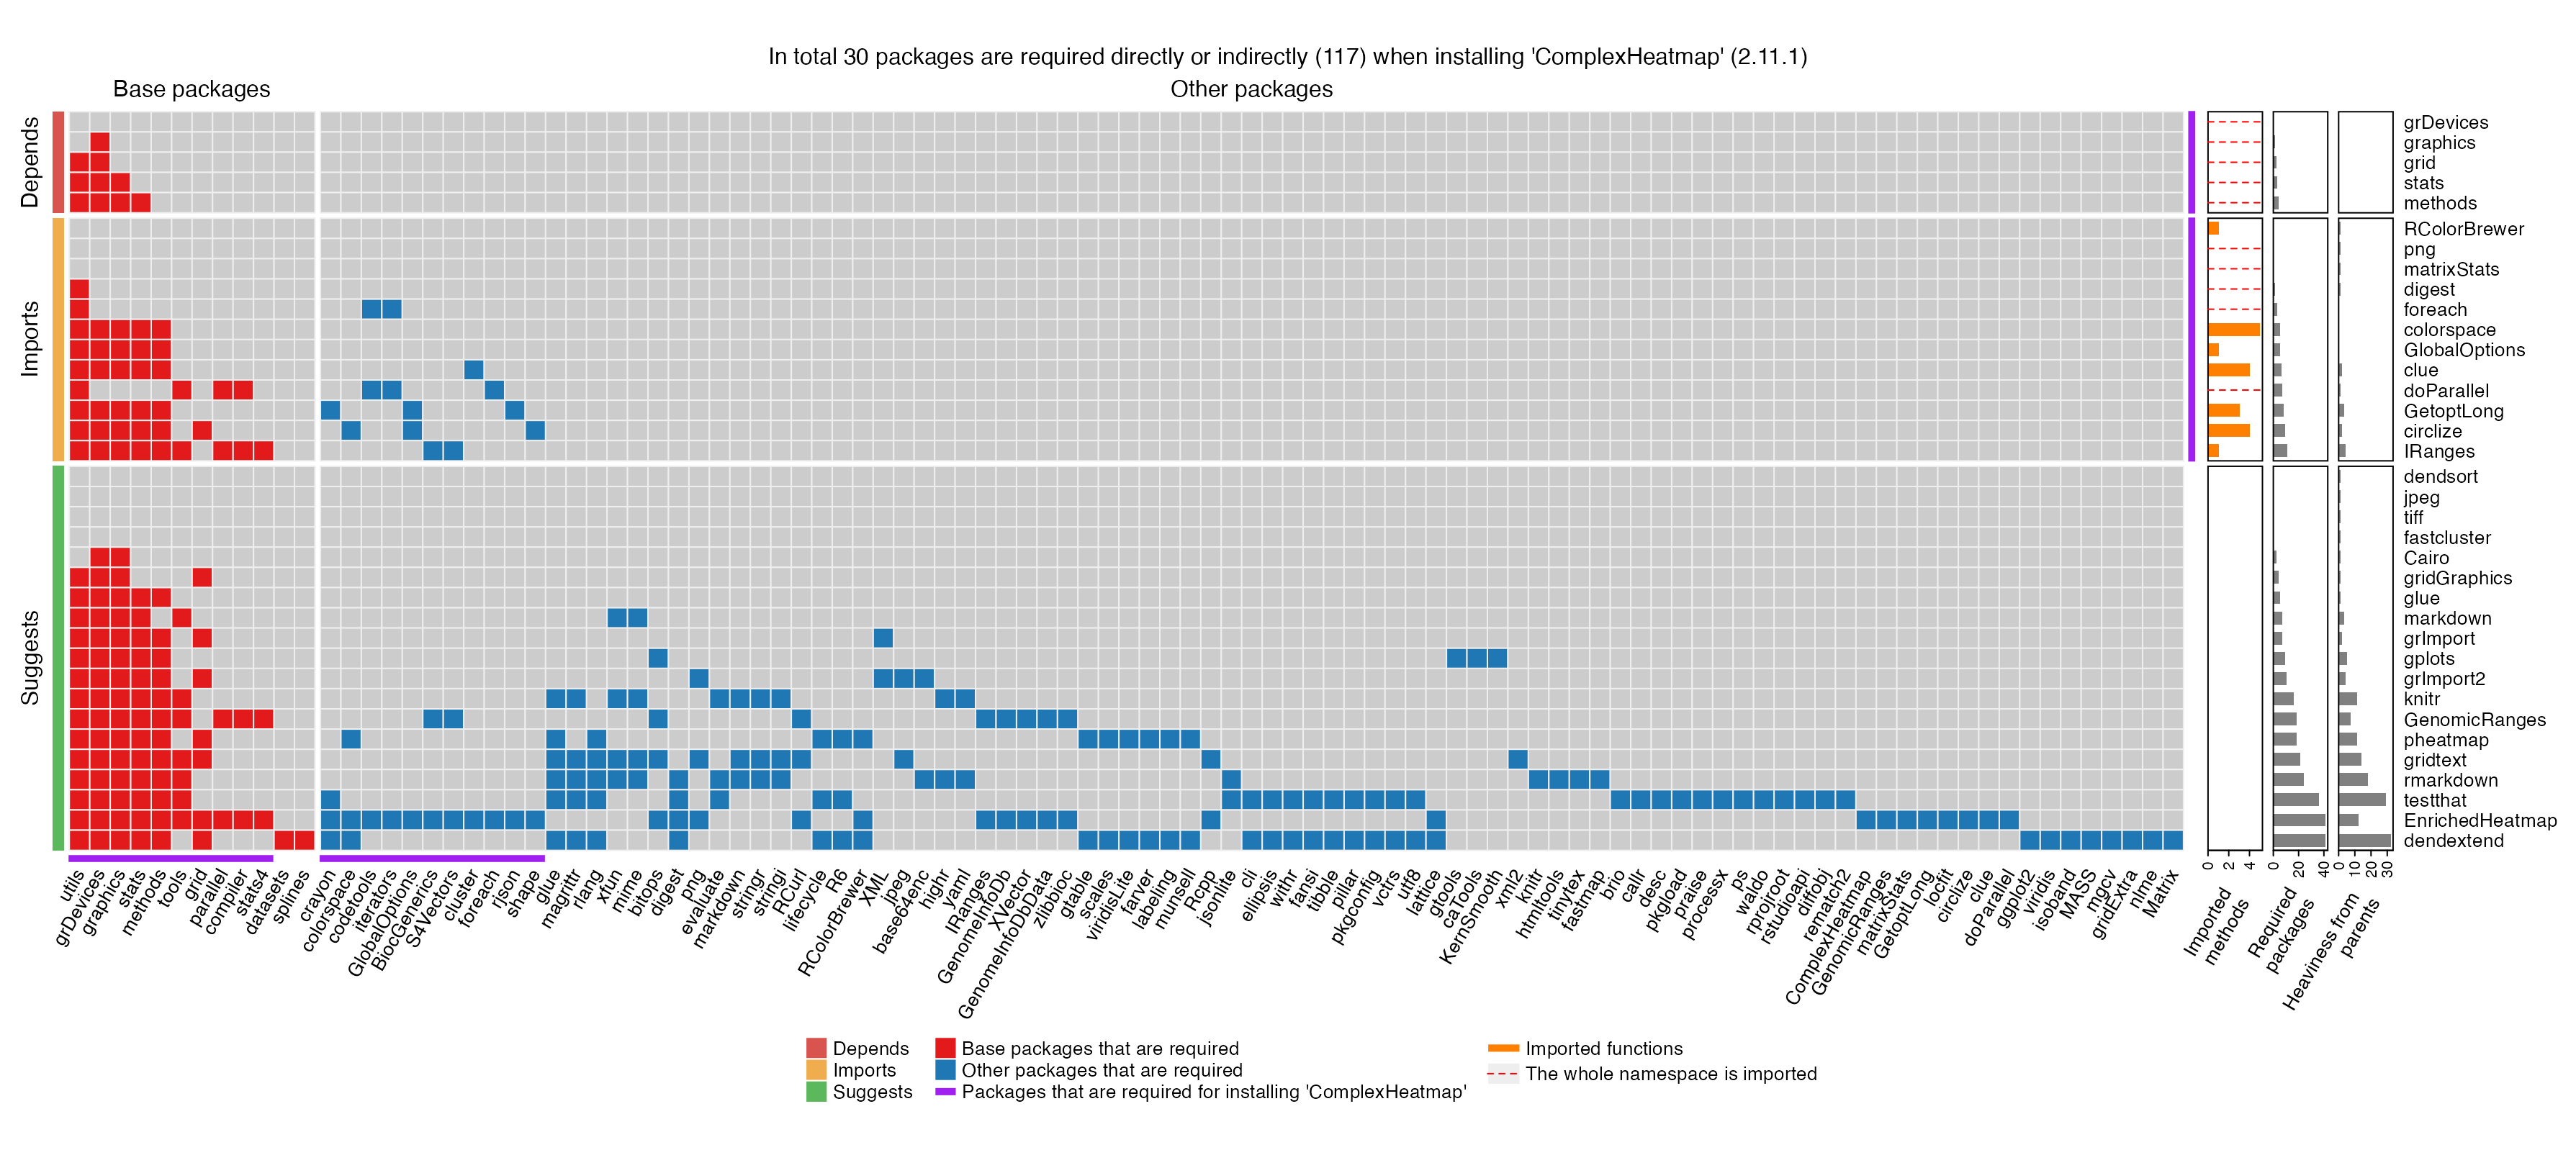 In total 30 packages are required directly or indirectly (117) when installing 'ComplexHeatmap' (2.11.1)
Base packages
Other packages
Depends
grDevices
graphics
grid
stats
methods
Imports
RColorBrewer
png
matrixStats
digest
foreach
colorspace
GlobalOptions
clue
doParallel
GetoptLong
circlize
IRanges
Suggests
dendsort
jpeg
tiff
fastcluster
Cairo
gridGraphics
glue
markdown
grImport
gplots
grImport2
knitr
GenomicRanges
pheatmap
gridtext
rmarkdown
testthat
EnrichedHeatmap
dendextend
utils
grDevices
graphics
stats
methods
tools
grid
parallel
compiler
stats4
datasets
splines
crayon
colorspace
codetools
iterators
GlobalOptions
BiocGenerics
S4Vectors
cluster
foreach
rjson
shape
glue
magrittr
rlang
xfun
mime
bitops
digest
png
evaluate
markdown
stringr
stringi
RCurl
lifecycle
R6
RColorBrewer
XML
jpeg
base64enc
highr
yaml
IRanges
GenomeInfoDb
XVector
GenomeInfoDbData
zlibbioc
gtable
scales
viridisLite
farver
labeling
munsell
Rcpp
jsonlite
cli
ellipsis
withr
fansi
tibble
pillar
pkgconfig
vctrs
utf8
lattice
gtools
caTools
KernSmooth
xml2
knitr
htmltools
tinytex
fastmap
brio
callr
desc
pkgload
praise
processx
ps
waldo
rprojroot
rstudioapi
diffobj
rematch2
ComplexHeatmap
GenomicRanges
matrixStats
GetoptLong
locfit
circlize
clue
doParallel
ggplot2
viridis
isoband
MASS
mgcv
gridExtra
nlme
Matrix
0 2 4
Imported
methods
0 20 40
Required
packages
0 10 20 30
Heaviness from
parents
Depends
Imports
Suggests
Base packages that are required
Other packages that are required
Packages that are required for installing 'ComplexHeatmap'
Imported functions
The whole namespace is imported